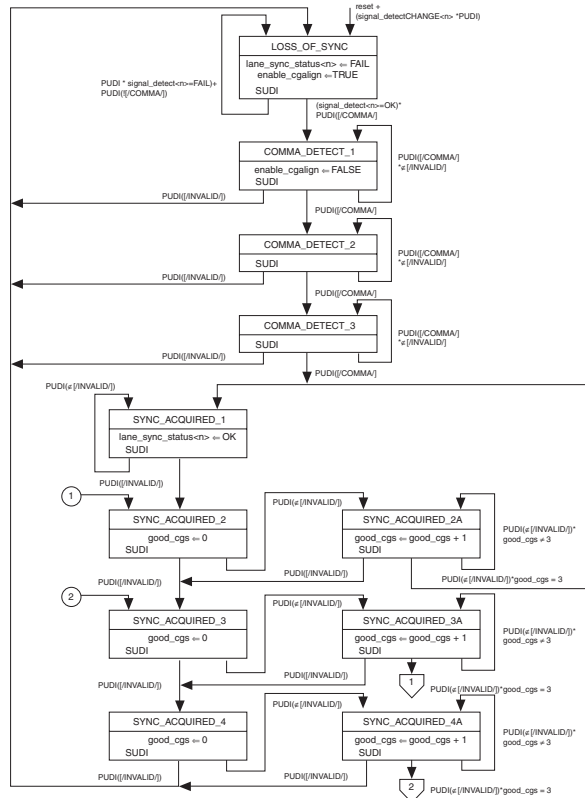 reset +
(signal_detectCHANGE<n> *PUDI)
LOSS_OF_SYNC
lane_sync_status<n> ⇐ FAIL
enable_cgalign ⇐TRUE
SUDI
PUDI * signal_detect<n>=FAIL)+
PUDI(![/COMMA/])
(signal_detect<n>=OK)*
PUDI([/COMMA/]
COMMA_DETECT_1
enable_cgalign ⇐ FALSE
SUDI
PUDI([/COMMA/]
*∉[/INVALID/]
PUDI([/INVALID/])
PUDI([/COMMA/]
COMMA_DETECT_2
SUDI
PUDI([/COMMA/]
*∉[/INVALID/]
PUDI([/INVALID/])
PUDI([/COMMA/]
COMMA_DETECT_3
SUDI
PUDI([/COMMA/]
*∉[/INVALID/]
PUDI([/INVALID/])
PUDI([/COMMA/]
PUDI(∉[/INVALID/])
SYNC_ACQUIRED_1
lane_sync_status<n> ⇐ OK
SUDI
PUDI([/INVALID/])
1
SYNC_ACQUIRED_2
good_cgs ⇐ 0
SUDI
PUDI(∉[/INVALID/])
SYNC_ACQUIRED_2A
good_cgs ⇐ good_cgs + 1
SUDI
PUDI(∉[/INVALID/])*
good_cgs ≠ 3
PUDI([/INVALID/])
PUDI([/INVALID/])
PUDI(∉[/INVALID/])*good_cgs = 3
2
SYNC_ACQUIRED_3
good_cgs ⇐ 0
SUDI
PUDI(∉[/INVALID/])
SYNC_ACQUIRED_3A
good_cgs ⇐ good_cgs + 1
SUDI
PUDI(∉[/INVALID/])*
good_cgs ≠ 3
PUDI([/INVALID/])
PUDI([/INVALID/])
1
PUDI(∉[/INVALID/])*good_cgs = 3
SYNC_ACQUIRED_4
good_cgs ⇐ 0
SUDI
PUDI(∉[/INVALID/])
SYNC_ACQUIRED_4A
good_cgs ⇐ good_cgs + 1
SUDI
PUDI(∉[/INVALID/])*
good_cgs ≠ 3
PUDI([/INVALID/])
PUDI([/INVALID/])
2
PUDI(∉[/INVALID/])*good_cgs = 3